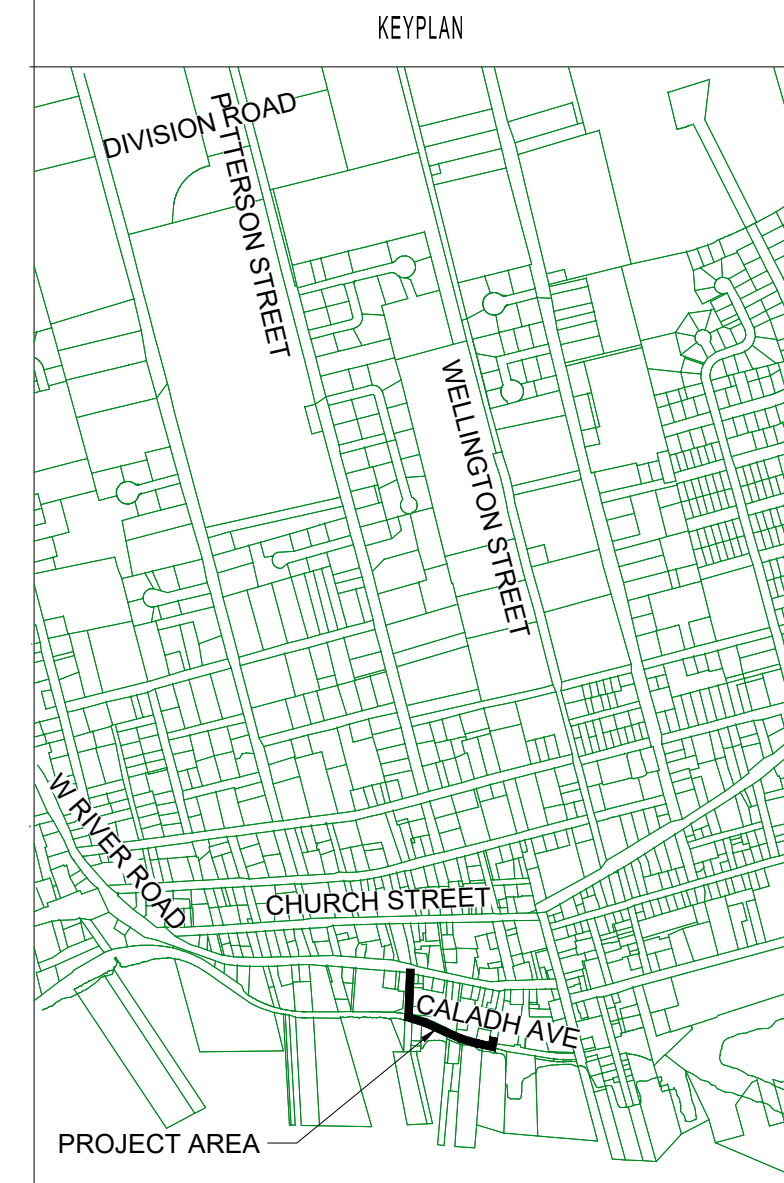 KEYPLAN
DIVISION ROAD
PATTERSON STREET
WELLINGTON STREET
W RIVER ROAD
CHURCH STREET
CALADH AVE
PROJECT AREA